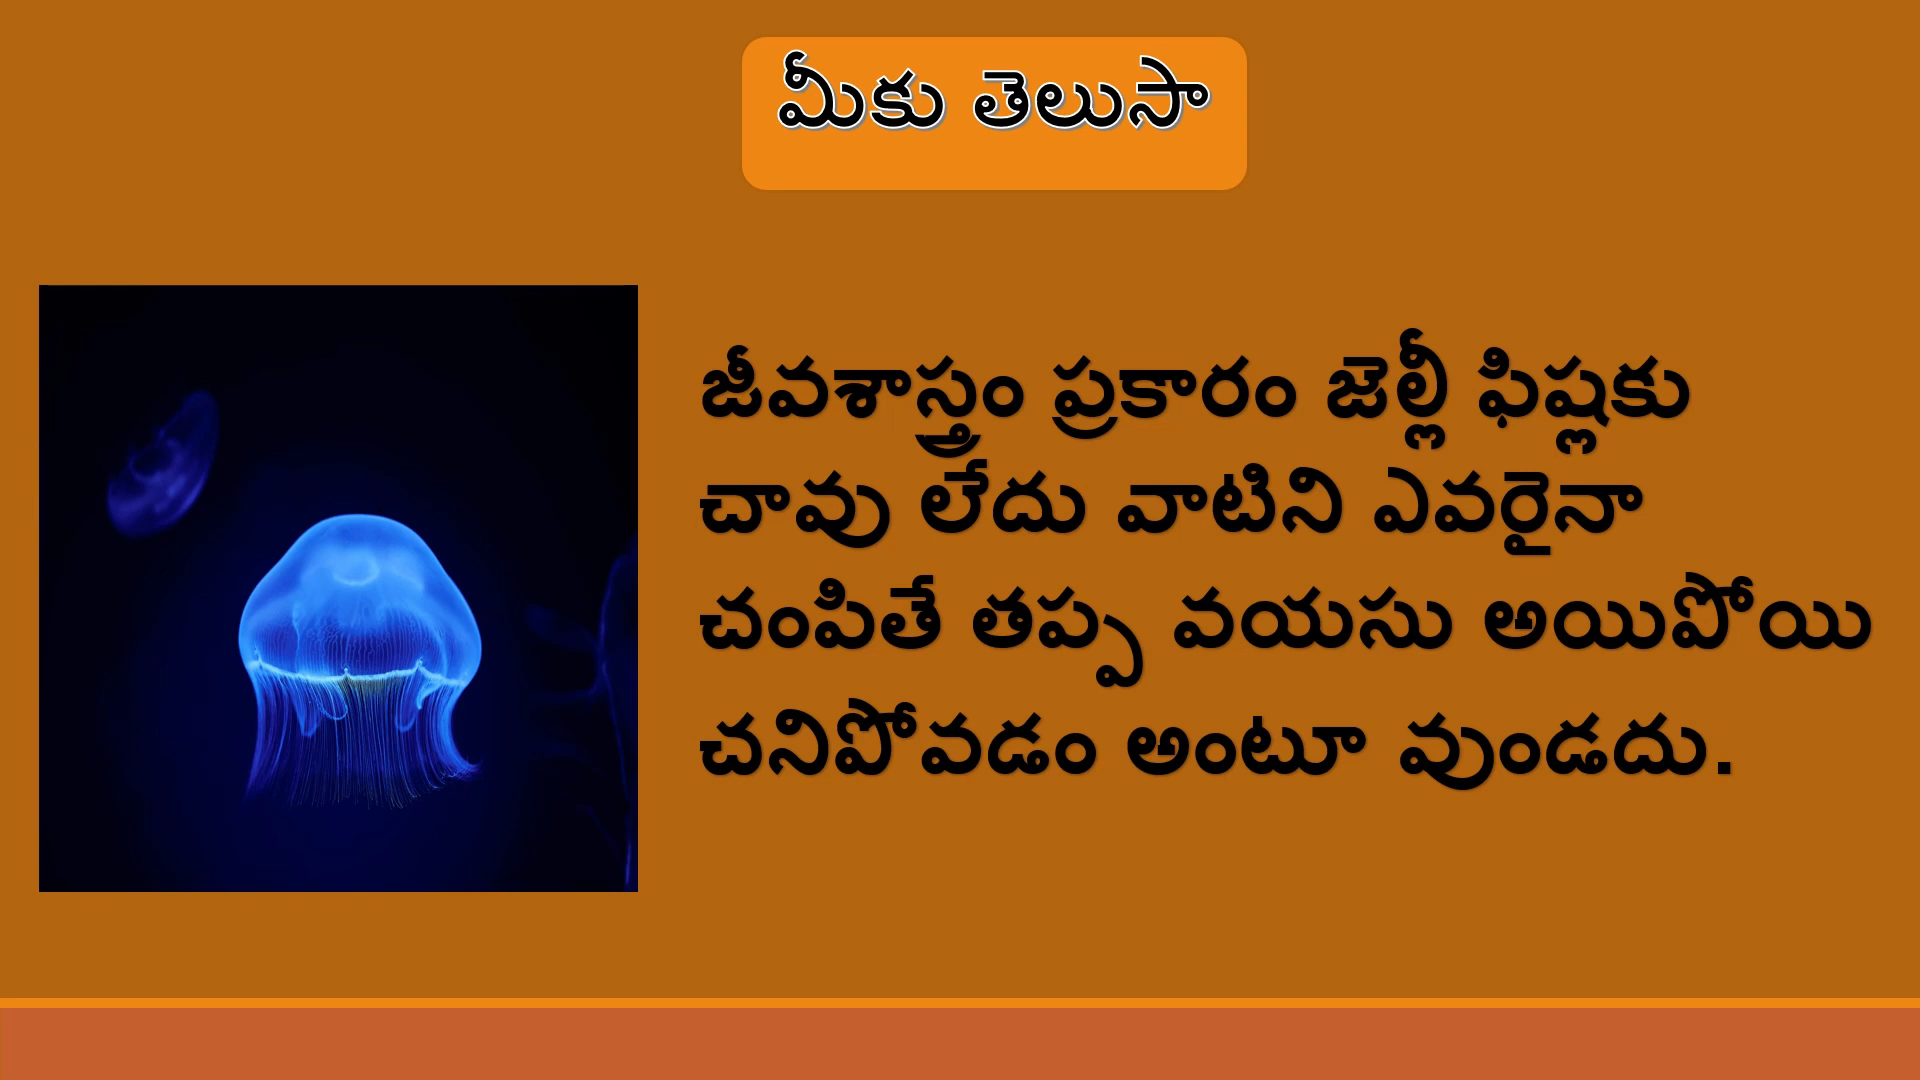 మీకు తెలుసా
జీవశాస్త్రం ప్రకారం జెల్లీ ఫిష్లకు
చావు లేదు వాటిని ఎవరైనా
చంపితే తప్ప వయసు అయిపోయి
చనిపోవడం అంటూ వుండదు.